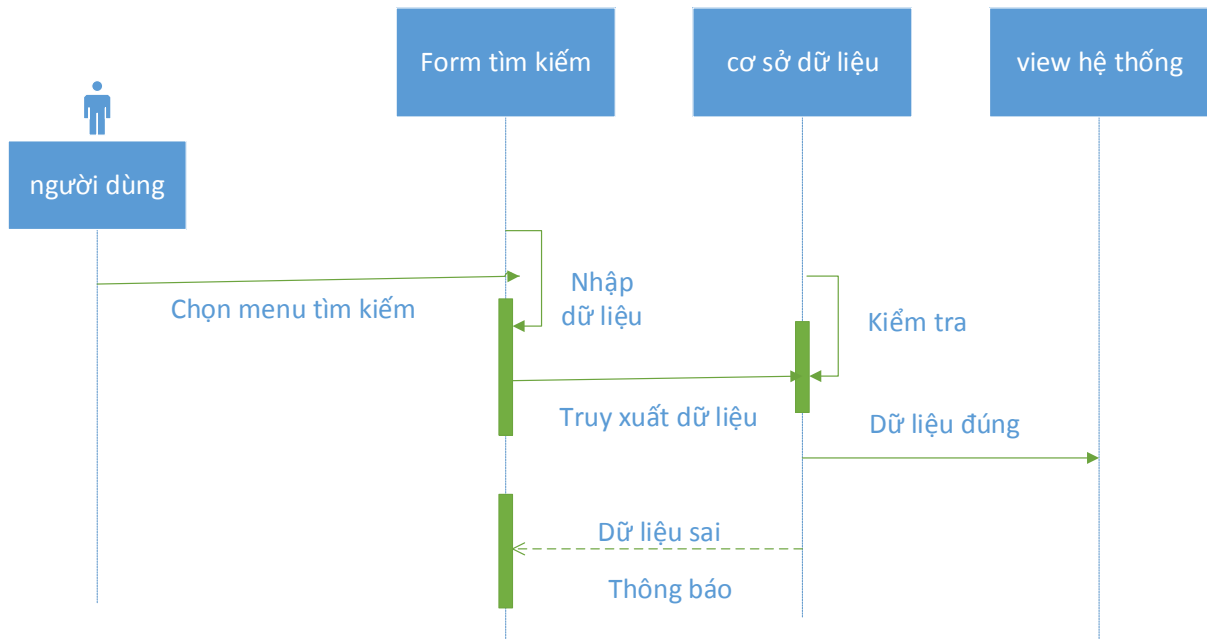 Form tìm kiếm
cơ sở dữ liệu
view hệ thống
người dùng
Chọn menu tìm kiếm
Nhập
dữ liệu
Kiểm tra
Truy xuất dữ liệu
Dữ liệu đúng
Dữ liệu sai
Thông báo